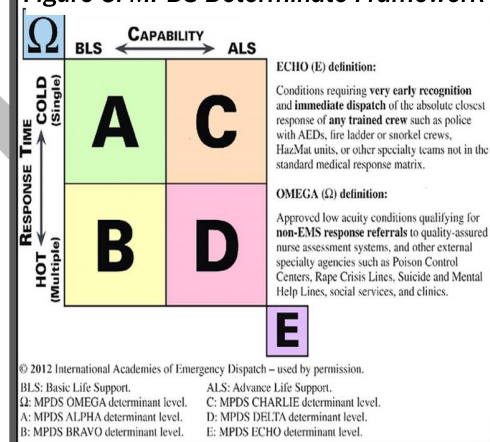 Figure 3. MPDS Determinate Framework
Ω
CAPABILITY
BLS
ALS
RESPONSE TIME
COLD
(Single)
HOT
(Multiple)
A
C
B
D
E
ECHO (E) definition:
Conditions requiring very early recognition
and immediate dispatch of the absolute closest
response of any trained crew such as police
with AEDs, fire ladder or snorkel crews,
HazMat units, or other specialty teams not in the
standard medical response matrix.
OMEGA (Ω) definition:
Approved low acuity conditions qualifying for
non-EMS response referrals to quality-assured
nurse assessment systems, and other external
specialty agencies such as Poison Control
Centers, Rape Crisis Lines, Suicide and Mental
Help Lines, social services, and clinics.
© 2012 International Academies of Emergency Dispatch – used by permission.
BLS: Basic Life Support.
ALS: Advance Life Support.
Ω: MPDS OMEGA determinant level.
C: MPDS CHARLIE determinant level.
A: MPDS ALPHA determinant level.
D: MPDS DELTA determinant level.
B: MPDS BRAVO determinant level.
E: MPDS ECHO determinant level.